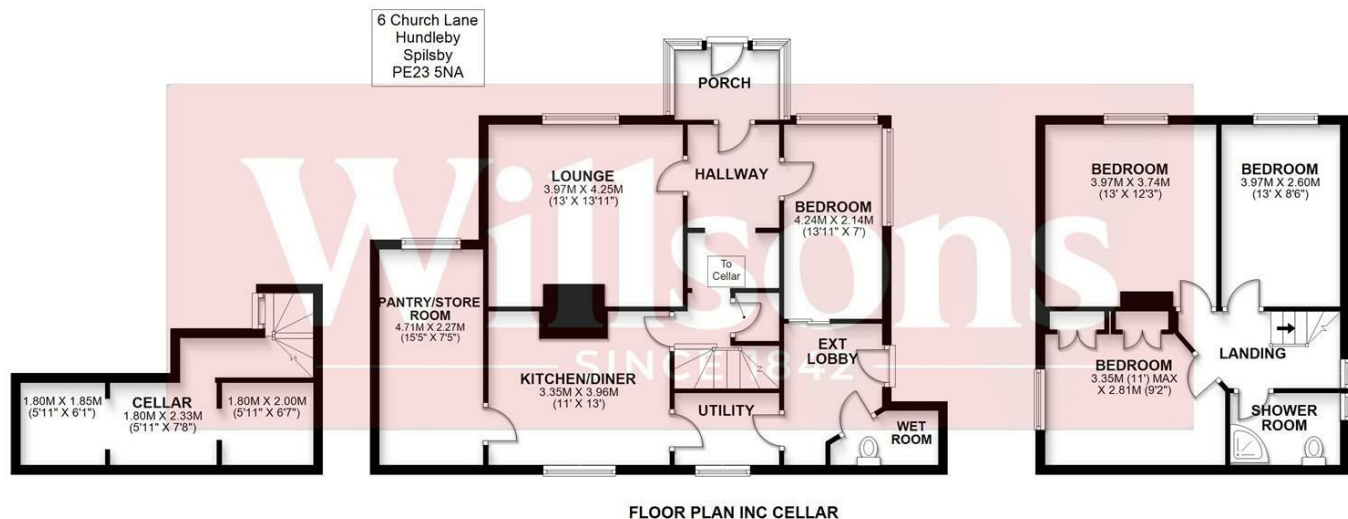 6 Church Lane
Hundleby
Spilsby
PE23 5NA
Willsons
SINCE 1842
1.80M X 1.85M
(5'11" X 6'1")
CELLAR
1.80M X 2.33M
(5'11" X 7'8")
1.80M X 2.00M
(5'11" X 6'7")
PORCH
LOUNGE
3.97M X 4.25M
(13' X 13'11")
HALLWAY
BEDROOM
4.24M X 2.14M
(13'11" X 7')
To
Cellar
PANTRY/STORE
ROOM
4.71M X 2.27M
(15'5" X 7'5")
KITCHEN/DINER
3.35M X 3.96M
(11' X 13')
EXT
LOBBY
UTILITY
WET
ROOM
BEDROOM
3.97M X 3.74M
(13' X 12'3")
BEDROOM
3.97M X 2.60M
(13' X 8'6")
LANDING
BEDROOM
3.35M (11') MAX
X 2.81M (9'2")
SHOWER
ROOM
FLOOR PLAN INC CELLAR